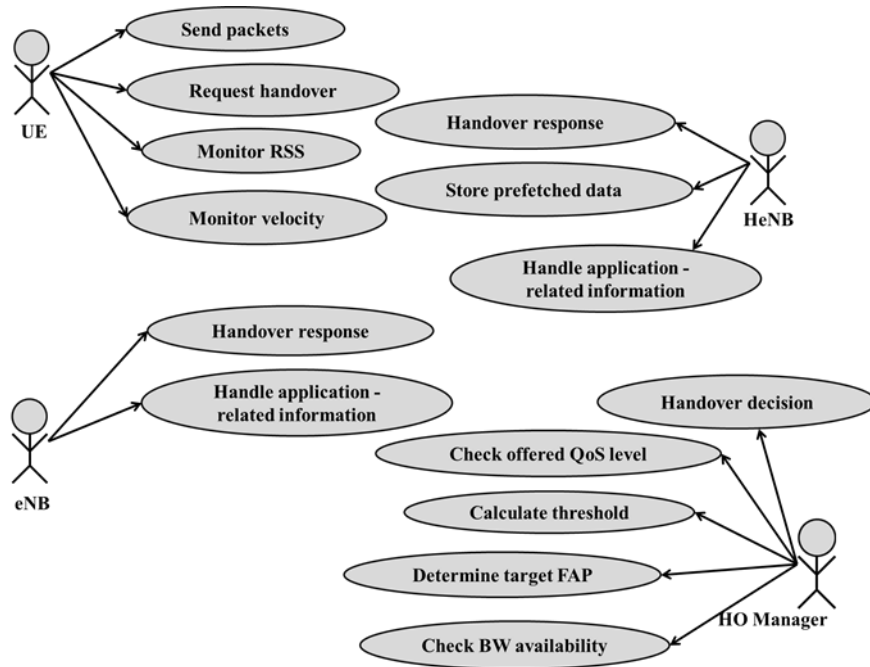 Send packets
Request handover
UE
Monitor RSS
Monitor velocity
Handover response
Store prefetched data
HeNB
Handle application -
related information
Handover response
Handle application -
related information
eNB
Handover decision
Check offered QoS level
Calculate threshold
Determine target FAP
HO Manager
Check BW availability